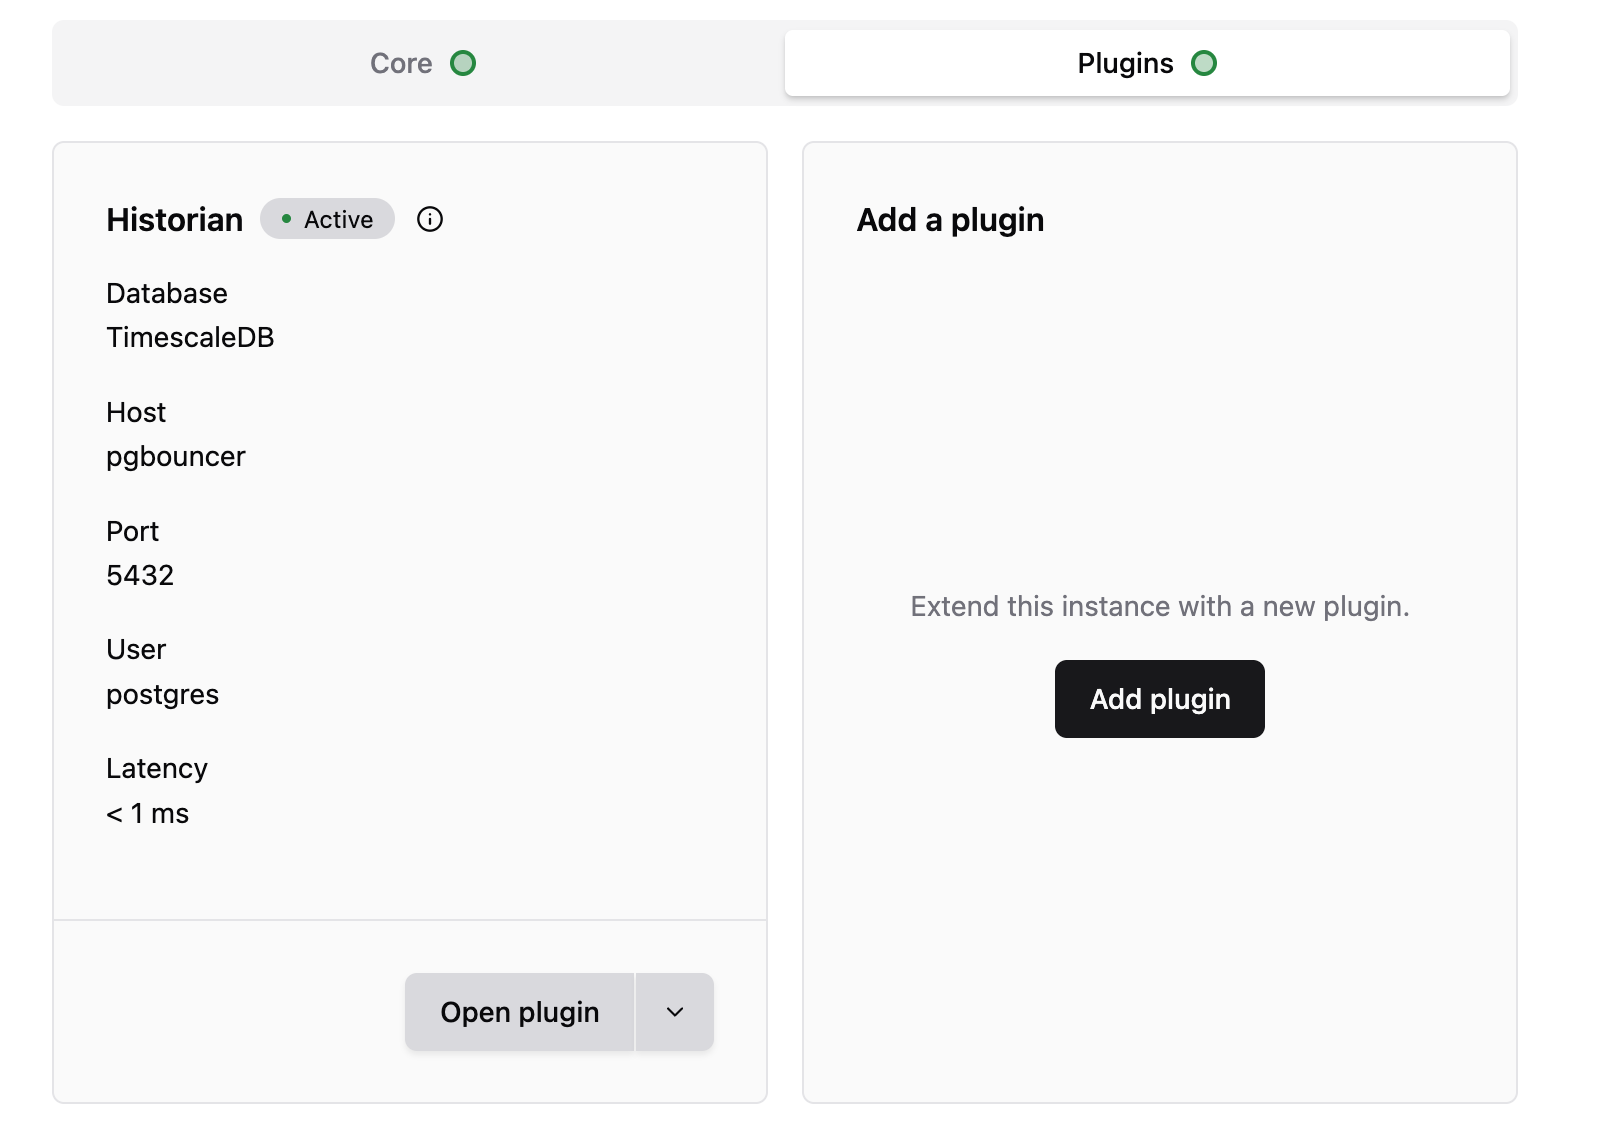 Core
Plugins
Historian
Active
Database
TimescaleDB
Host
pgbouncer
Port
5432
User
postgres
Latency
< 1 ms
Open plugin
Add a plugin
Extend this instance with a new plugin.
Add plugin